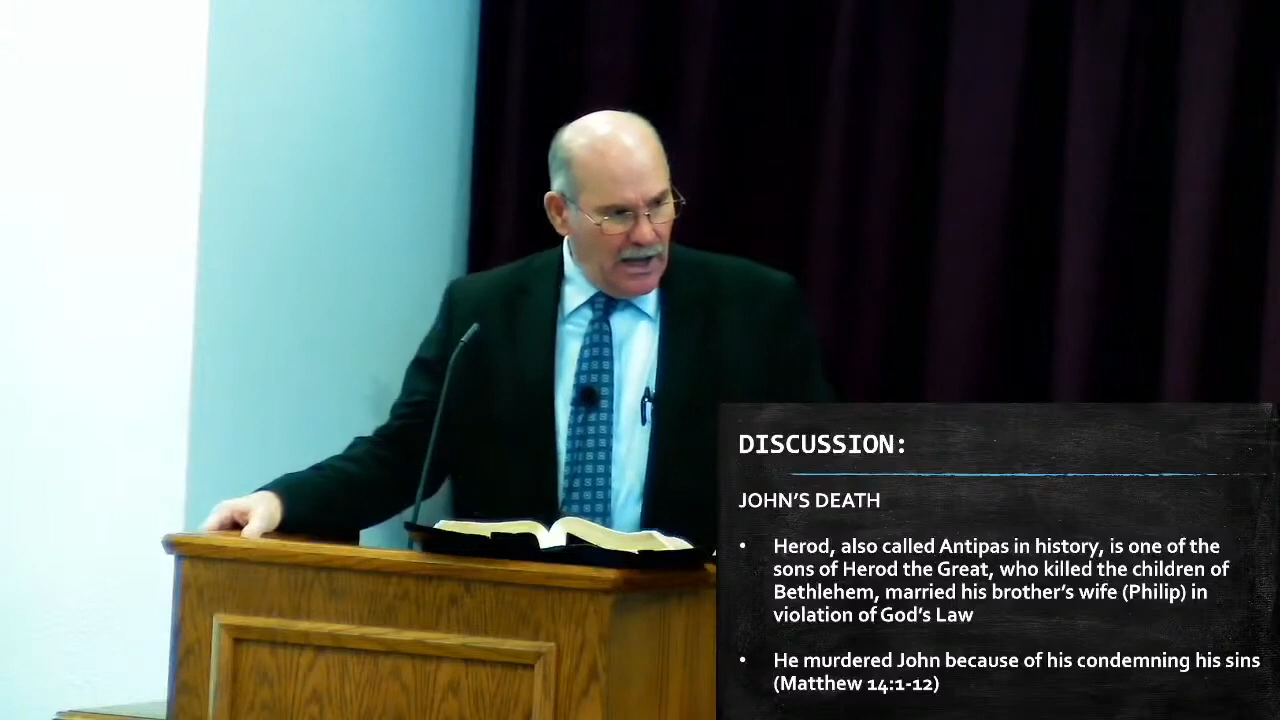 DISCUSSION:
JOHN'S DEATH
• Herod, also called Antipas in history, is one of the
sons of Herod the Great, who killed the children of
Bethlehem, married his brother's wife (Philip) in
violation of God's Law
• He murdered John because of his condemning his sins
(Matthew 14:1-12)